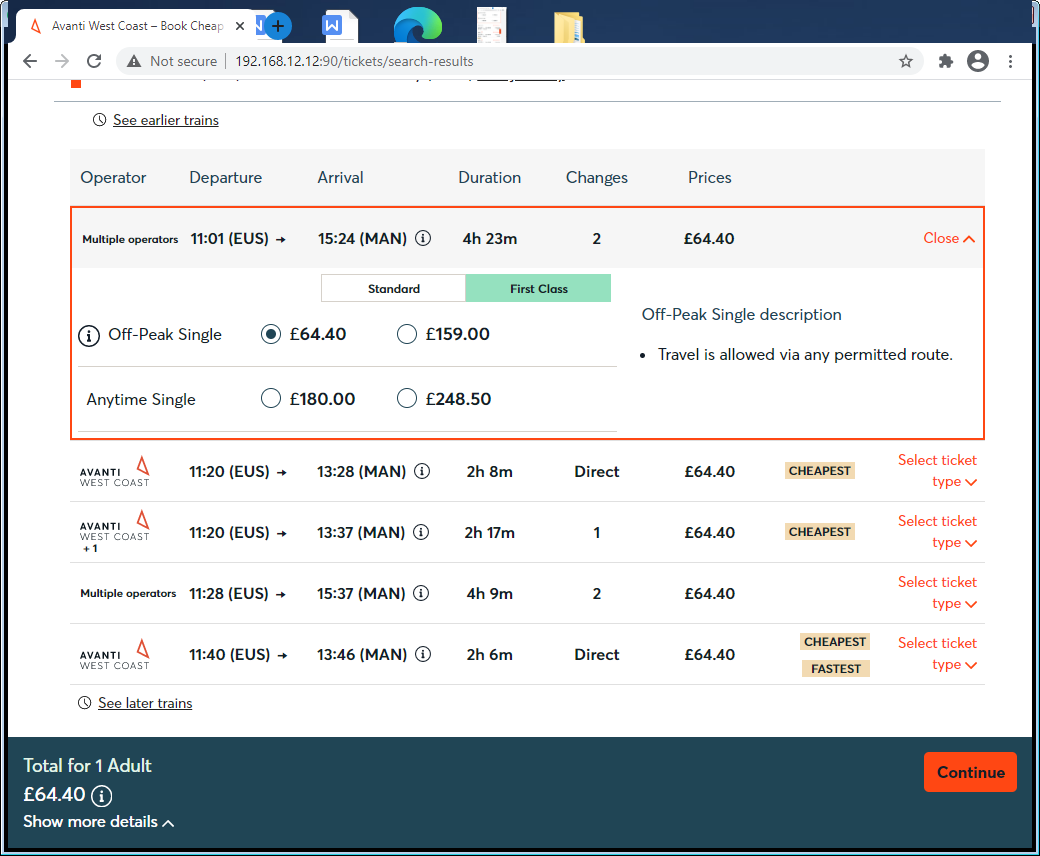 Avanti West Coast – Book Cheap
Not secure
192.168.12.12:90/tickets/search-results
See earlier trains
Operator Departure Arrival Duration Changes Prices
Multiple operators 11:01 (EUS) → 15:24 (MAN) 4h 23m 2 £64.40 Close
Standard First Class
Off-Peak Single £64.40 £159.00
Anytime Single £180.00 £248.50
Off-Peak Single description
• Travel is allowed via any permitted route.
AVANTI
WEST COAST
11:20 (EUS) → 13:28 (MAN) 2h 8m Direct £64.40 CHEAPEST
Select ticket
type
AVANTI
WEST COAST
+ 1
11:20 (EUS) → 13:37 (MAN) 2h 17m 1 £64.40 CHEAPEST
Select ticket
type
Multiple operators 11:28 (EUS) → 15:37 (MAN) 4h 9m 2 £64.40
Select ticket
type
AVANTI
WEST COAST
11:40 (EUS) → 13:46 (MAN) 2h 6m Direct £64.40
CHEAPEST
FASTEST
Select ticket
type
See later trains
Total for 1 Adult
£64.40
Show more details
Continue